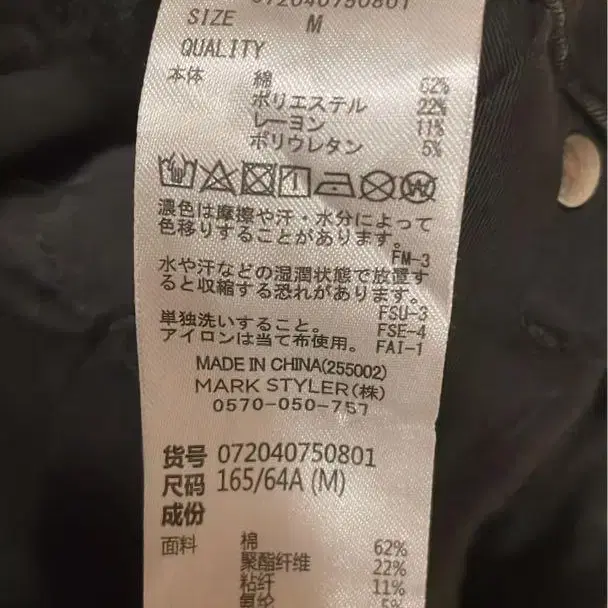 072040750801
SIZE M
QUALITY
本体 綿 62%
ポリエステル 22%
レーヨン 11%
ポリウレタン 5%
濃色は摩擦や汗・水分によって
色移りすることがあります。
FM-3
水や汗などの湿潤状態で放置す
ると収縮する恐れがあります。
FSU-3
単独洗いすること。 FSE-4
アイロンは当て布使用。 FAI-1
MADE IN CHINA(255002)
MARK STYLER(株)
0570-050-757
货号 072040750801
尺码 165/64A (M)
成份
面料 棉 62%
聚酯纤维 22%
粘纤 11%
氨纶 5%